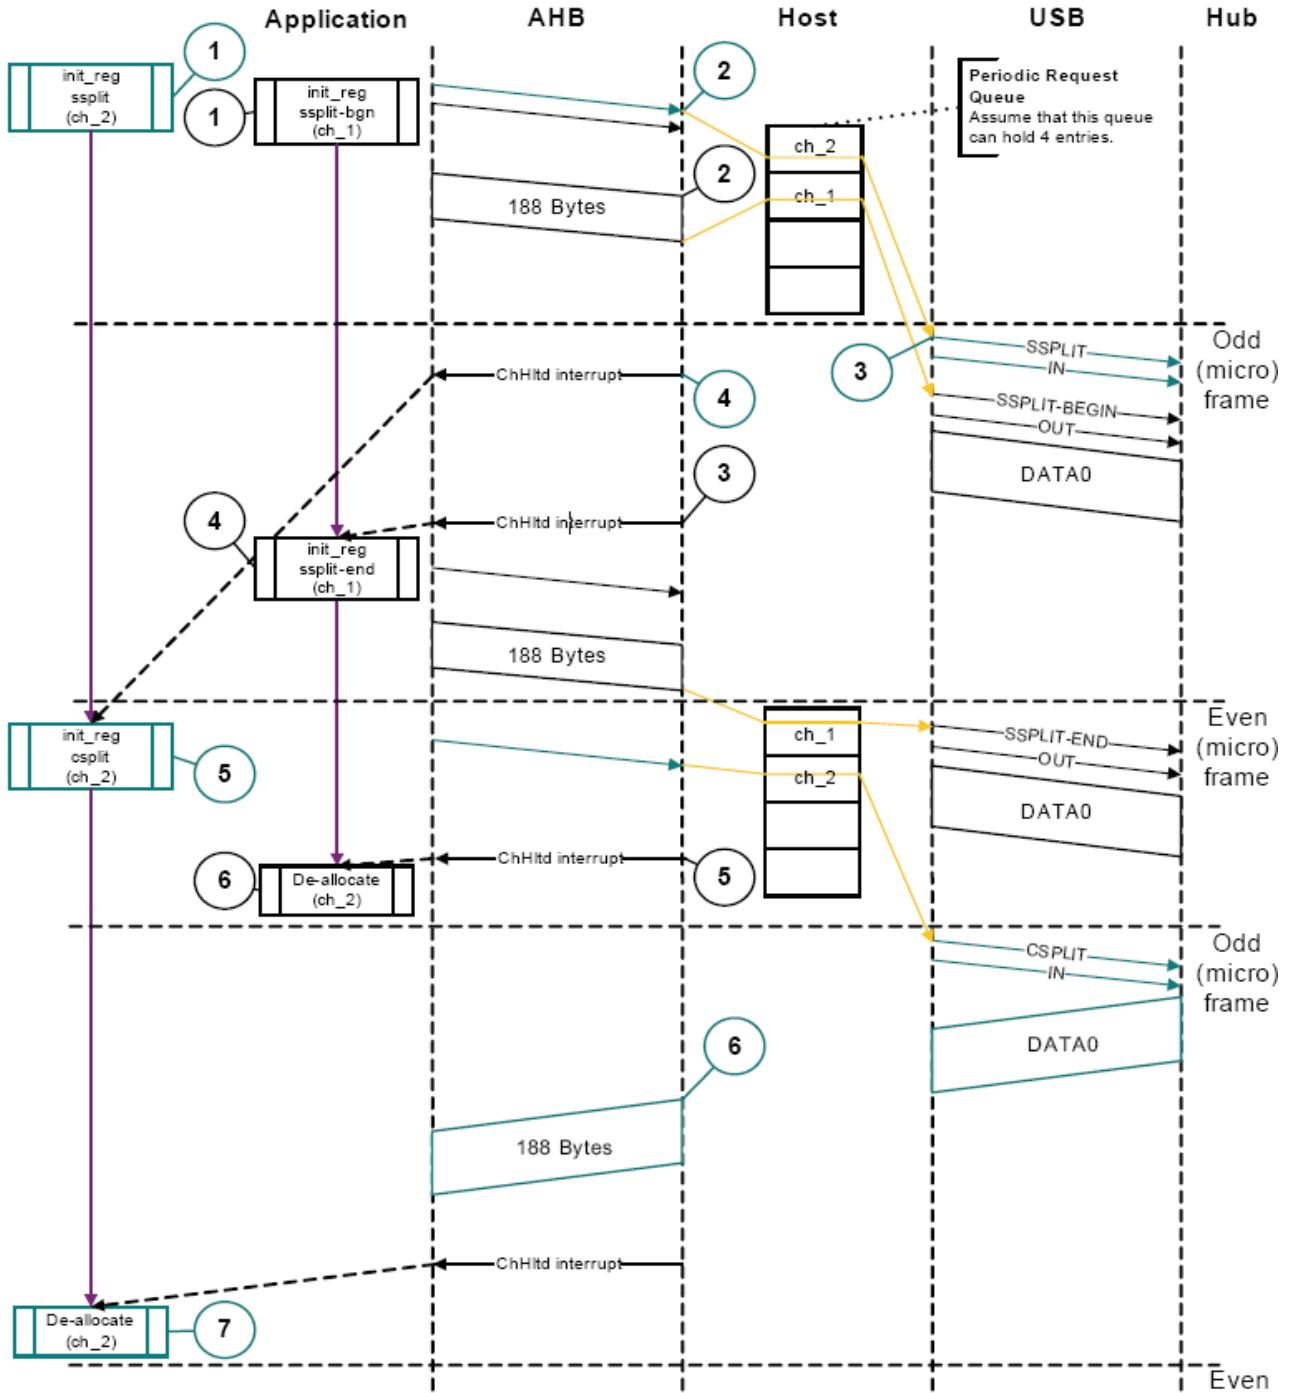 Application
AHB
Host
USB
Hub
1
init_reg
ssplit
(ch_2)
1
init_reg
ssplit-bgn
(ch_1)
2
Periodic Request
Queue
Assume that this queue
can hold 4 entries.
ch_2
2
188 Bytes
ch_1
Odd
(micro)
frame
SSPLIT
IN
3
ChHltd interrupt
4
SSPLIT-BEGIN
OUT
DATA0
3
4
ChHltd interrupt
init_reg
ssplit-end
(ch_1)
188 Bytes
Even
(micro)
frame
init_reg
csplit
(ch_2)
5
ch_1
SSPLIT-END
OUT
ch_2
DATA0
ChHltd interrupt
5
6
De-allocate
(ch_2)
Odd
(micro)
frame
CSPLIT
IN
DATA0
6
188 Bytes
ChHltd interrupt
De-allocate
(ch_2)
7
Even